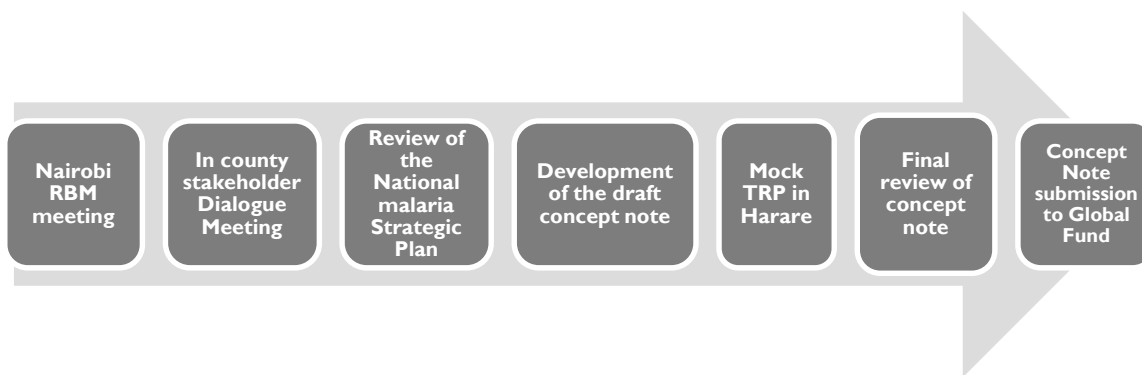 Nairobi
RBM
meeting
In county
stakeholder
Dialogue
Meeting
Review of
the
National
malaria
Strategic
Plan
Development
of the draft
concept note
Mock
TRP in
Harare
Final
review of
concept
note
Concept
Note
submission
to Global
Fund